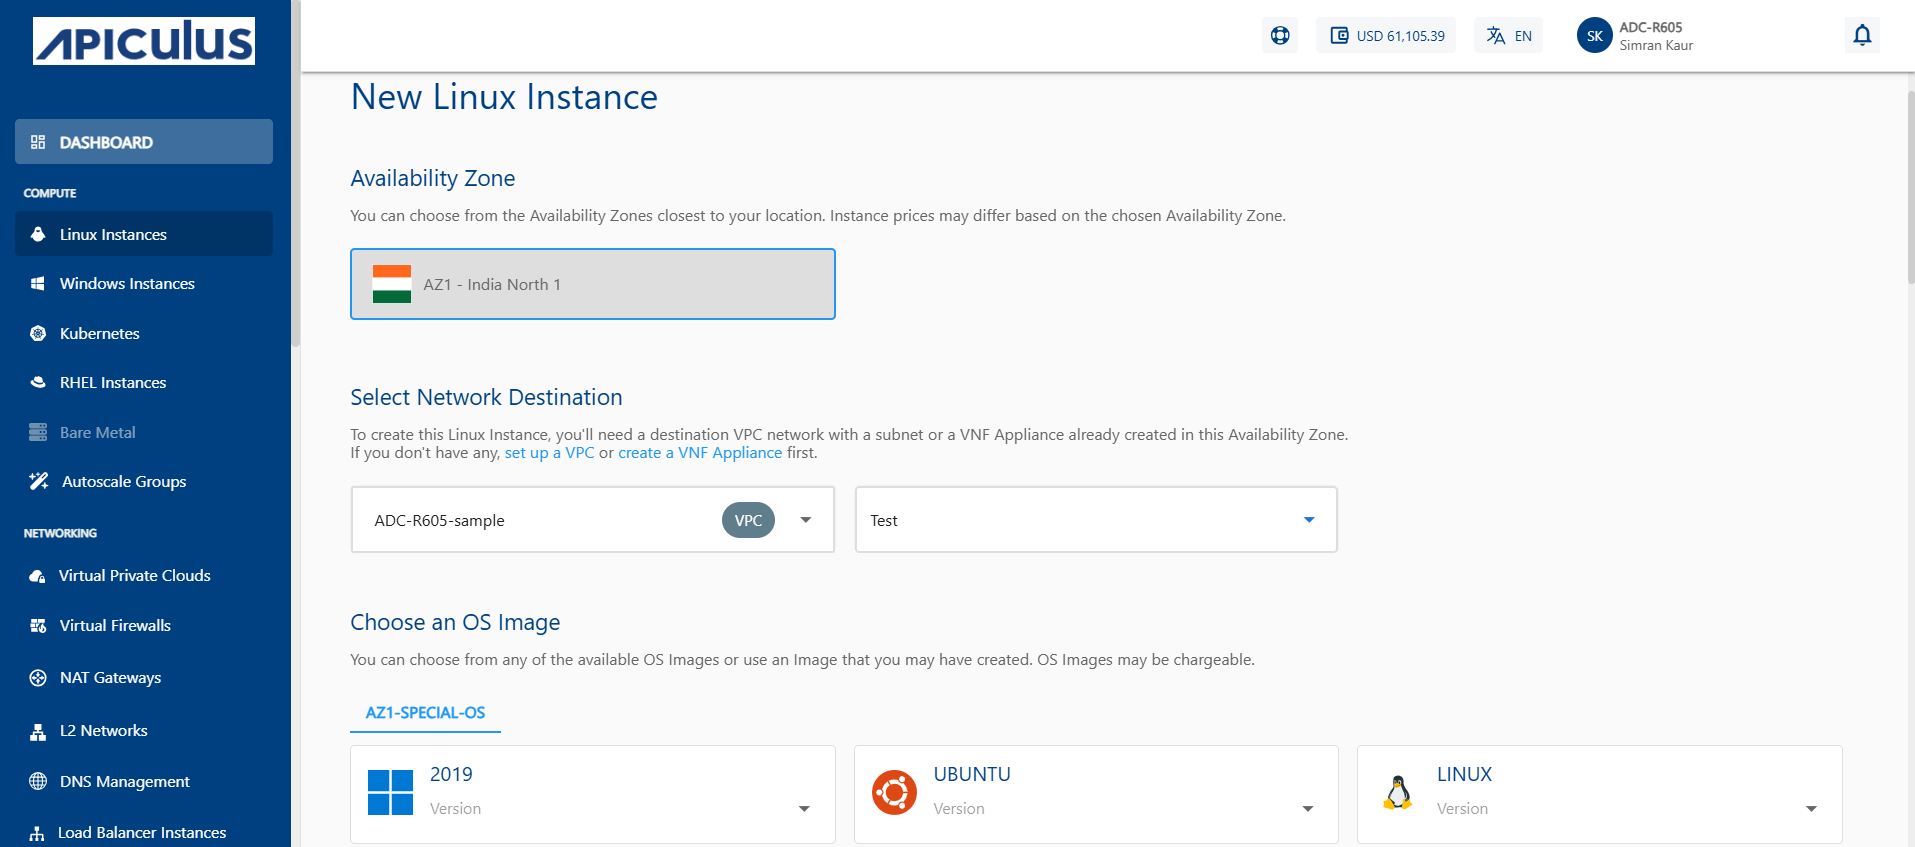 APICULUS
USD 61,105.39
EN
SK
ADC-R605
Simran Kaur
DASHBOARD
COMPUTE
Linux Instances
Windows Instances
Kubernetes
RHEL Instances
Bare Metal
Autoscale Groups
NETWORKING
Virtual Private Clouds
Virtual Firewalls
NAT Gateways
L2 Networks
DNS Management
Load Balancer Instances
New Linux Instance
Availability Zone
You can choose from the Availability Zones closest to your location. Instance prices may differ based on the chosen Availability Zone.
AZ1 - India North 1
Select Network Destination
To create this Linux Instance, you'll need a destination VPC network with a subnet or a VNF Appliance already created in this Availability Zone.
If you don't have any, set up a VPC or create a VNF Appliance first.
ADC-R605-sample VPC
Test
Choose an OS Image
You can choose from any of the available OS Images or use an Image that you may have created. OS Images may be chargeable.
AZ1-SPECIAL-OS
2019
Version
UBUNTU
Version
LINUX
Version